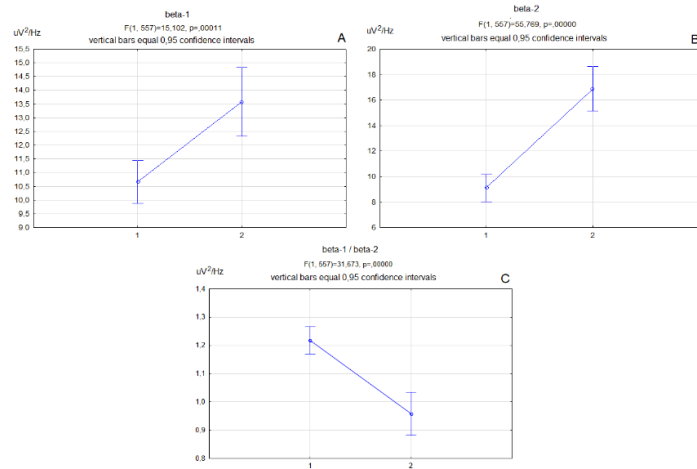 beta-1
F(1, 557)=15,102, p=,00011
vertical bars equal 0,95 confidence intervals
A
uV²/Hz
15.5
15.0
14.5
14.0
13.5
13.0
12.5
12.0
11.5
11.0
10.5
10.0
9.5
9.0
1
2
beta-2
F(1, 557)=55,769, p=,00000
vertical bars equal 0,95 confidence intervals
B
uV²/Hz
20
18
16
14
12
10
8
6
1
2
beta-1 / beta-2
F(1, 557)=31,673, p=,00000
vertical bars equal 0,95 confidence intervals
C
uV²/Hz
1,4
1,3
1,2
1,1
1,0
0,9
0,8
1
2